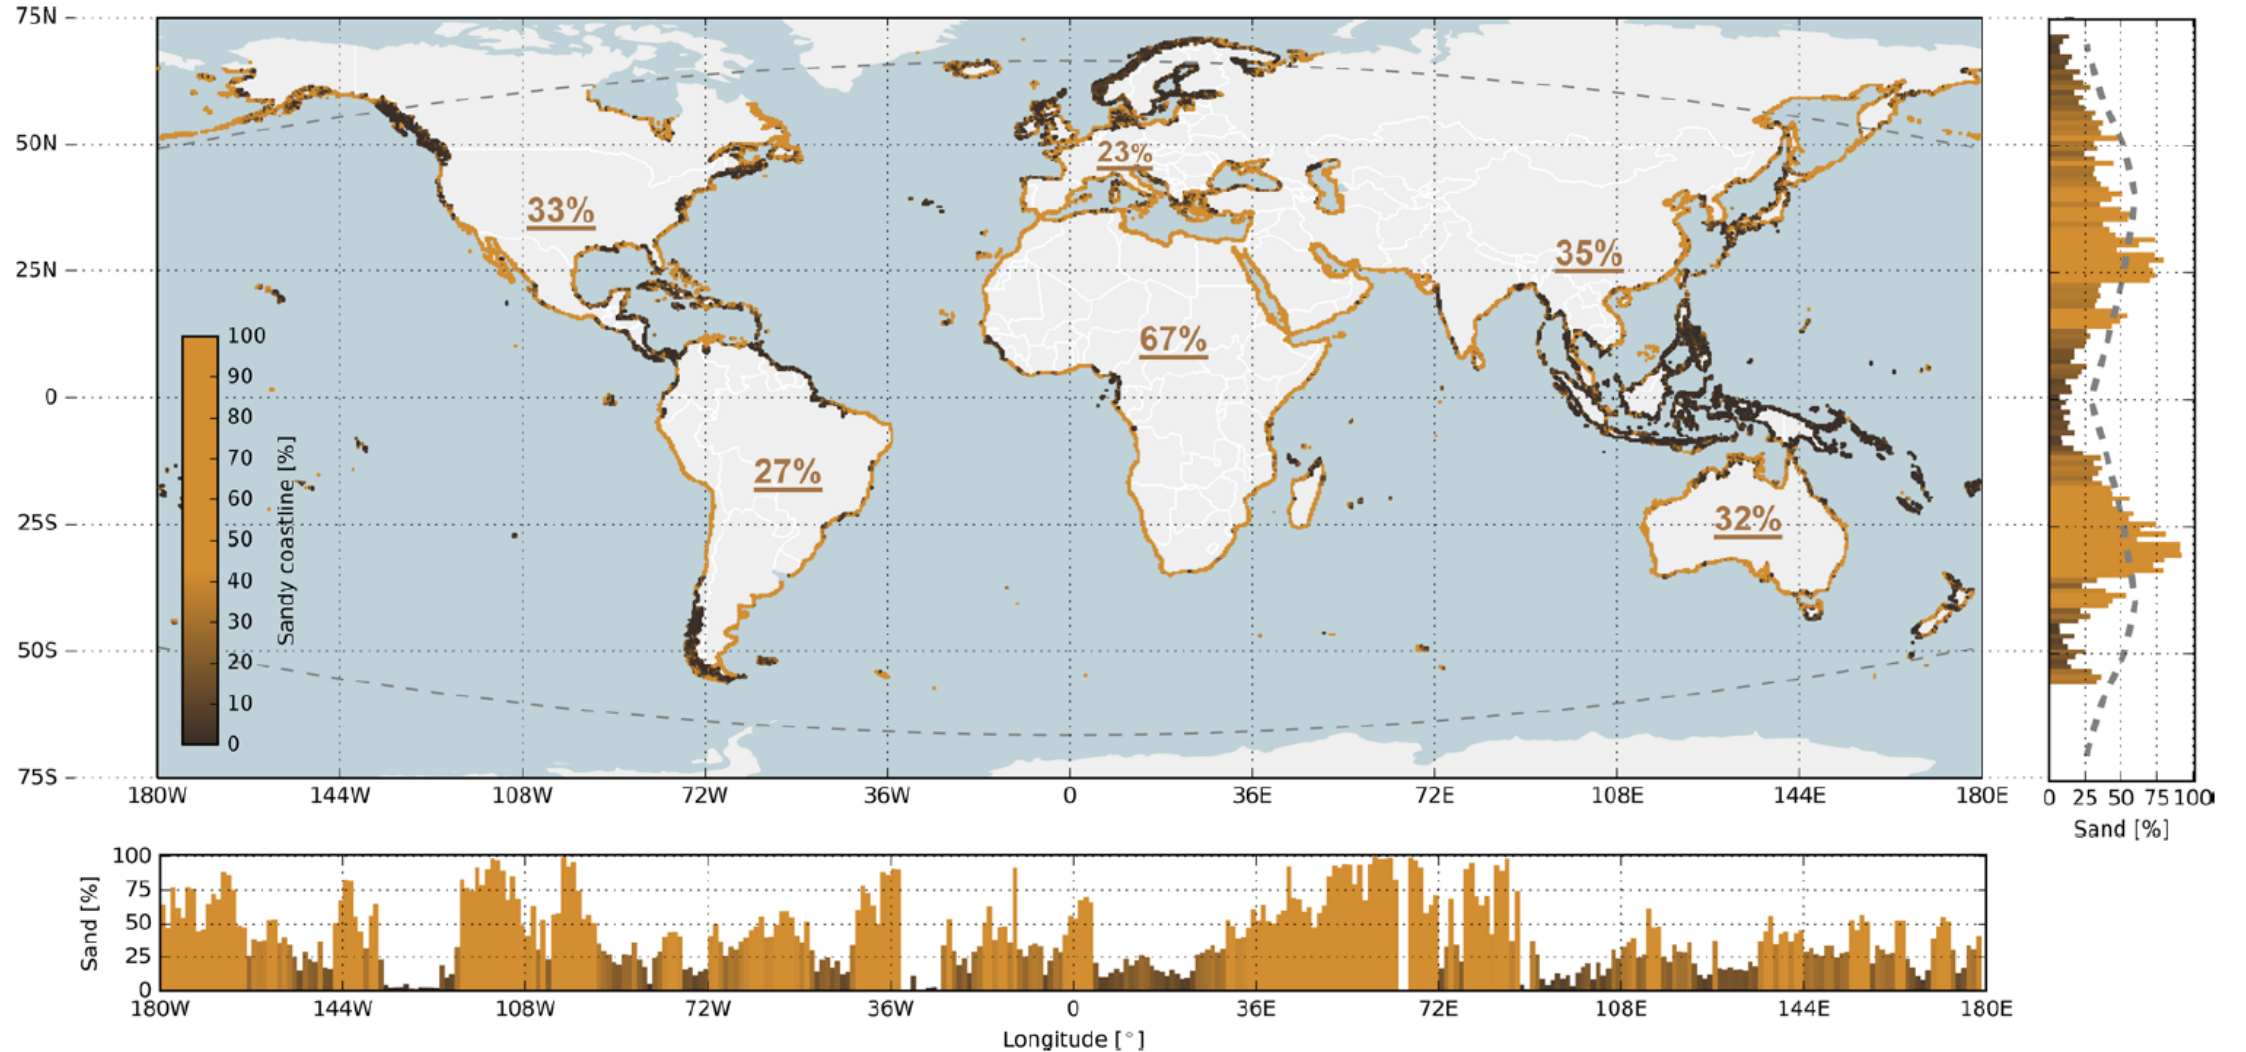 75N
50N
25N
0
25S
50S
75S
180W 144W 108W 72W 36W 0 36E 72E 108E 144E 180E
33%
23%
35%
67%
27%
32%
100
90
80
70
60
50
40
30
20
10
0
Sandy coastline [%]
0 25 50 75 100
Sand [%]
100
75
50
25
0
Sand [%]
180W 144W 108W 72W 36W 0 36E 72E 108E 144E 180E
Longitude [°]